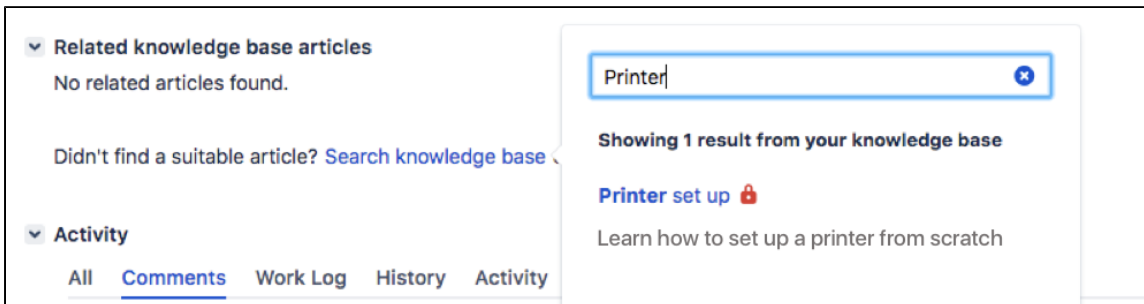 Related knowledge base articles
No related articles found.
Didn't find a suitable article? Search knowledge base
Activity
All Comments Work Log History Activity
Printer
Showing 1 result from your knowledge base
Printer set up
Learn how to set up a printer from scratch